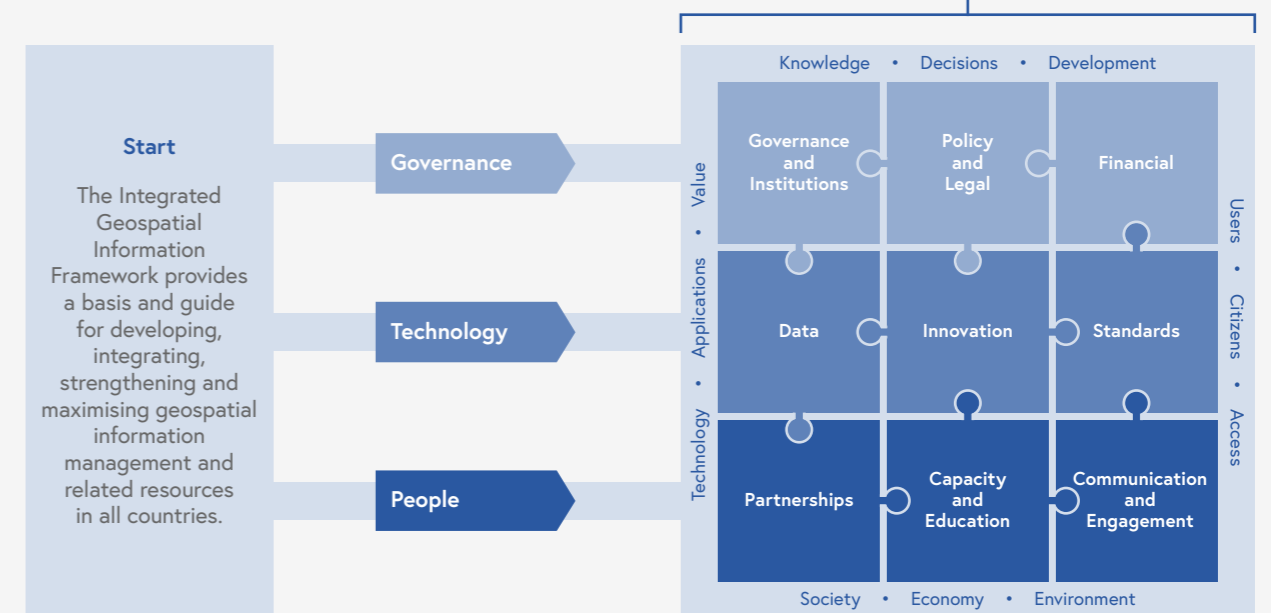 Start
The Integrated
Geospatial
Information
Framework provides
a basis and guide
for developing,
integrating,
strengthening and
maximising geospatial
information
management and
related resources
in all countries.
Governance
Technology
People
Knowledge • Decisions • Development
Technology • Applications • Value
Governance
and
Institutions
Policy
and
Legal
Financial
Data
Innovation
Standards
Partnerships
Capacity
and
Education
Communication
and
Engagement
Users • Citizens • Access
Society • Economy • Environment